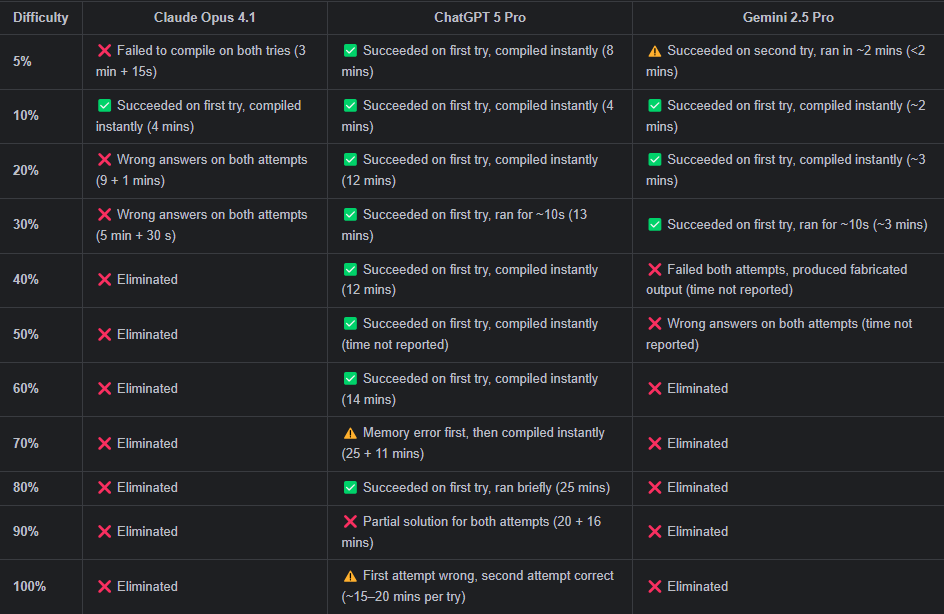 Difficulty Claude Opus 4.1 ChatGPT 5 Pro Gemini 2.5 Pro
5%
❌ Failed to compile on both tries (3
min + 15s)
✅ Succeeded on first try, compiled instantly (8
mins)
⚠️ Succeeded on second try, ran in ~2 mins (<2
mins)
10%
✅ Succeeded on first try, compiled
instantly (4 mins)
✅ Succeeded on first try, compiled instantly (4
mins)
✅ Succeeded on first try, compiled instantly (~2
mins)
20%
❌ Wrong answers on both attempts
(9 + 1 mins)
✅ Succeeded on first try, compiled instantly
(12 mins)
✅ Succeeded on first try, compiled instantly (~3
mins)
30%
❌ Wrong answers on both attempts
(5 min + 30 s)
✅ Succeeded on first try, ran for ~10s (13
mins)
✅ Succeeded on first try, ran for ~10s (~3 mins)
40%
❌ Eliminated
✅ Succeeded on first try, compiled instantly
(12 mins)
❌ Failed both attempts, produced fabricated
output (time not reported)
50%
❌ Eliminated
✅ Succeeded on first try, compiled instantly
(time not reported)
❌ Wrong answers on both attempts (time not
reported)
60%
❌ Eliminated
✅ Succeeded on first try, compiled instantly
(14 mins)
❌ Eliminated
70%
❌ Eliminated
⚠️ Memory error first, then compiled instantly
(25 + 11 mins)
❌ Eliminated
80%
❌ Eliminated
✅ Succeeded on first try, ran briefly (25 mins)
❌ Eliminated
90%
❌ Eliminated
❌ Partial solution for both attempts (20 + 16
mins)
❌ Eliminated
100%
❌ Eliminated
⚠️ First attempt wrong, second attempt correct
(~15–20 mins per try)
❌ Eliminated